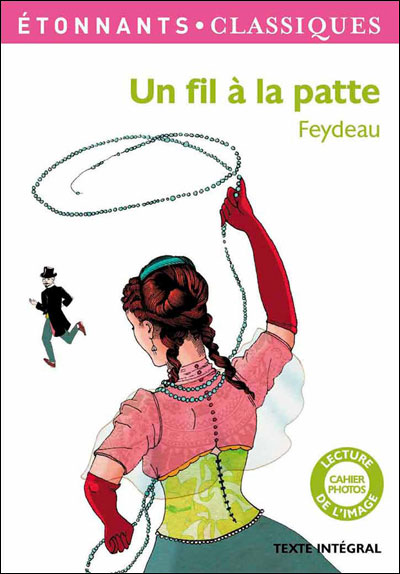 ÉTONNANTS • CLASSIQUES
Un fil à la patte
Feydeau
LECTURE
CAHIER
PHOTOS
DE L'IMAGE
TEXTE INTÉGRAL